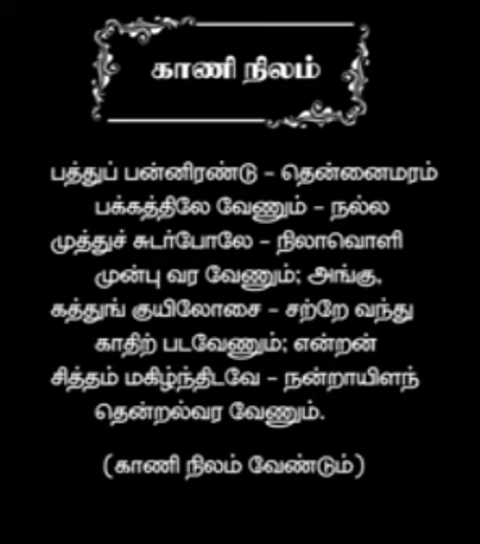 காணி நிலம்
பத்துப் பன்னிரண்டு - தென்னைமரம்
பக்கத்திலே வேணும் - நல்ல
முத்துச் சுடர்போலே - நிலாவொளி
முன்பு வர வேணும்; அங்கு,
கத்துங் குயிலோசை - சற்றே வந்து
காதிற் படவேணும்; என்றன்
சித்தம் மகிழ்ந்திடவே - நன்றாயிளந்
தென்றல்வர வேணும்.
(காணி நிலம் வேண்டும்)